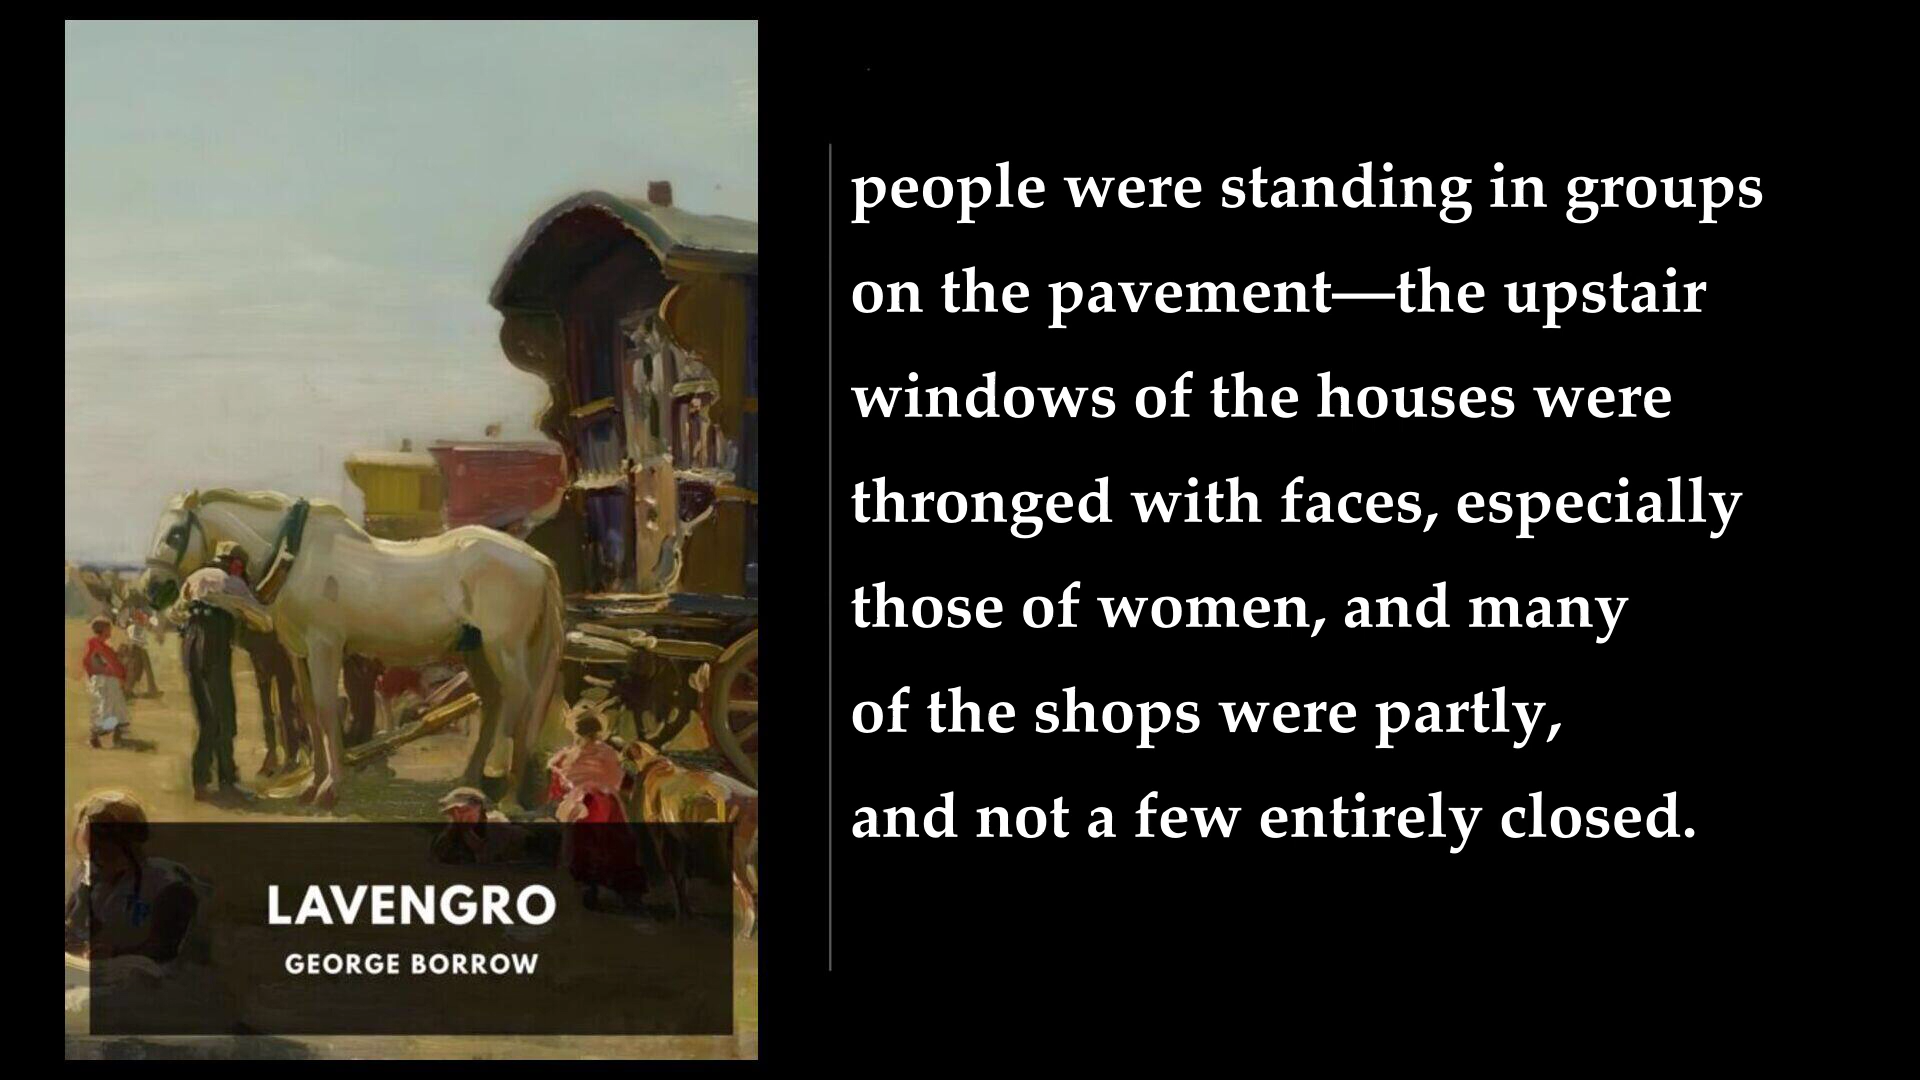 LAVENGRO
GEORGE BORROW
people were standing in groups
on the pavement—the upstair
windows of the houses were
thronged with faces, especially
those of women, and many
of the shops were partly,
and not a few entirely closed.